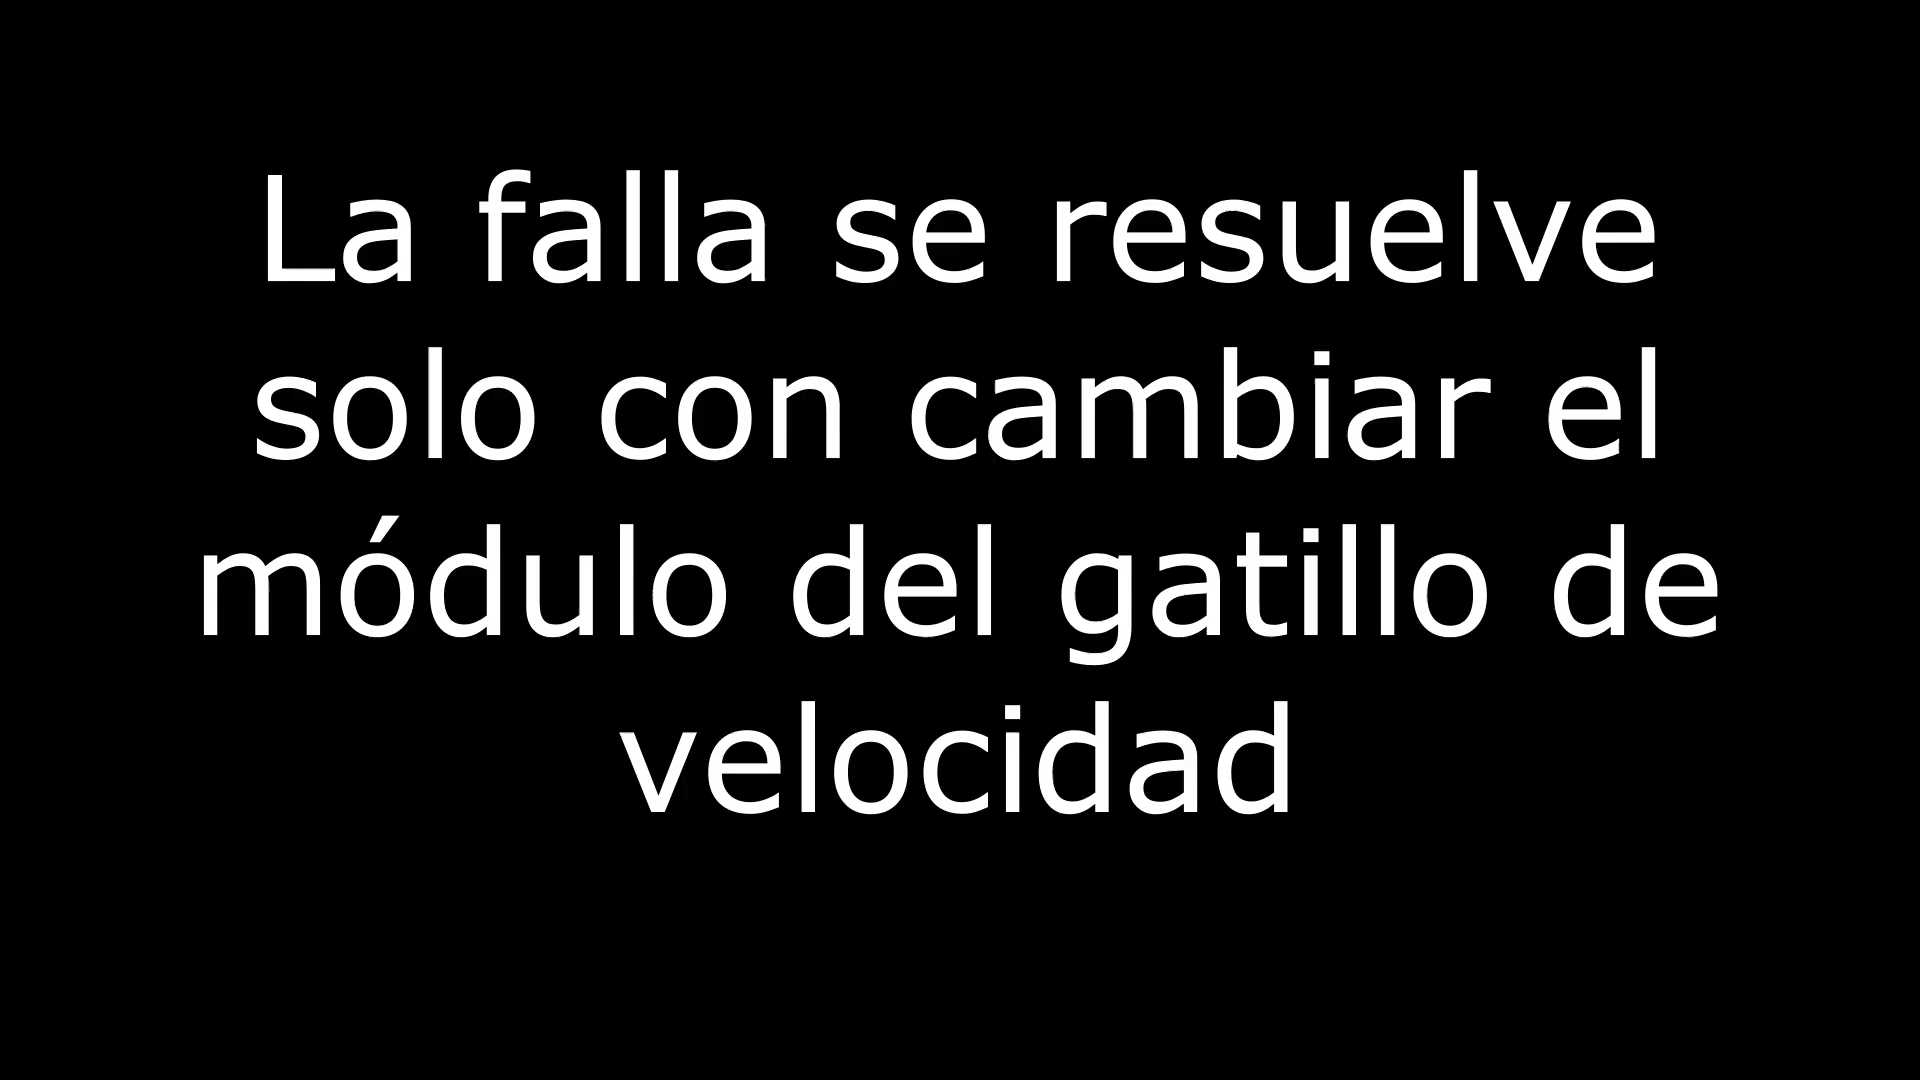 La falla se resuelve
solo con cambiar el
módulo del gatillo de
velocidad